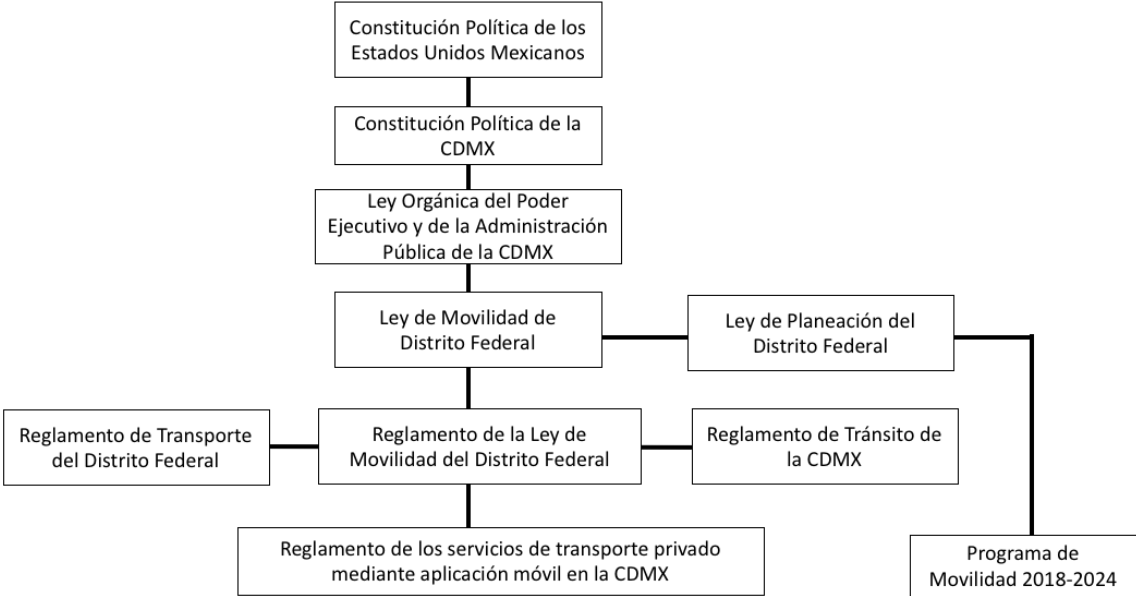 Constitución Política de los
Estados Unidos Mexicanos
Constitución Política de la
CDMX
Ley Orgánica del Poder
Ejecutivo y de la Administración
Pública de la CDMX
Ley de Movilidad de
Distrito Federal
Ley de Planeación del
Distrito Federal
Reglamento de Transporte
del Distrito Federal
Reglamento de la Ley de
Movilidad del Distrito Federal
Reglamento de Tránsito de
la CDMX
Reglamento de los servicios de transporte privado
mediante aplicación móvil en la CDMX
Programa de
Movilidad 2018-2024